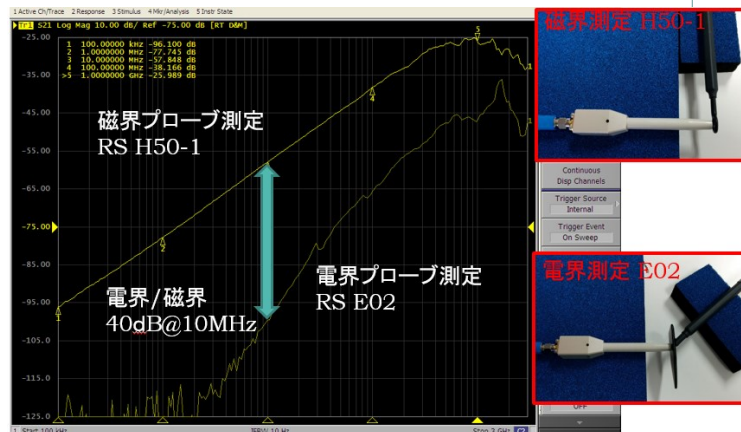 1 Active Ch/Trace 2 Response 3 Stimulus 4 Mkr/Analysis 5 Instr State
Tr1 S21 Log Mag 10.00 dB/ Ref -75.00 dB [RT D&M]
-25.00
-35.00
-45.00
-55.00
-65.00
-75.00
-85.00
-95.00
-105.0
-115.0
-125.0
1 100.00000 kHz -96.100 dB
2 1.0000000 MHz -77.745 dB
3 10.000000 MHz -57.848 dB
4 100.00000 MHz -38.166 dB
>5 1.0000000 GHz -25.989 dB
5
1
4
1
2
1
磁界プローブ測定
RS H50-1
電界/磁界
40dB@10MHz
電界プローブ測定
RS E02
1 Start 100 kHz
IFBW 10 Hz
Stop 3 GHz
磁界測定 H50-1
Continuous
Disp Channels
Trigger Source
Internal
Trigger Event
On Sweep
電界測定 E02
OFF